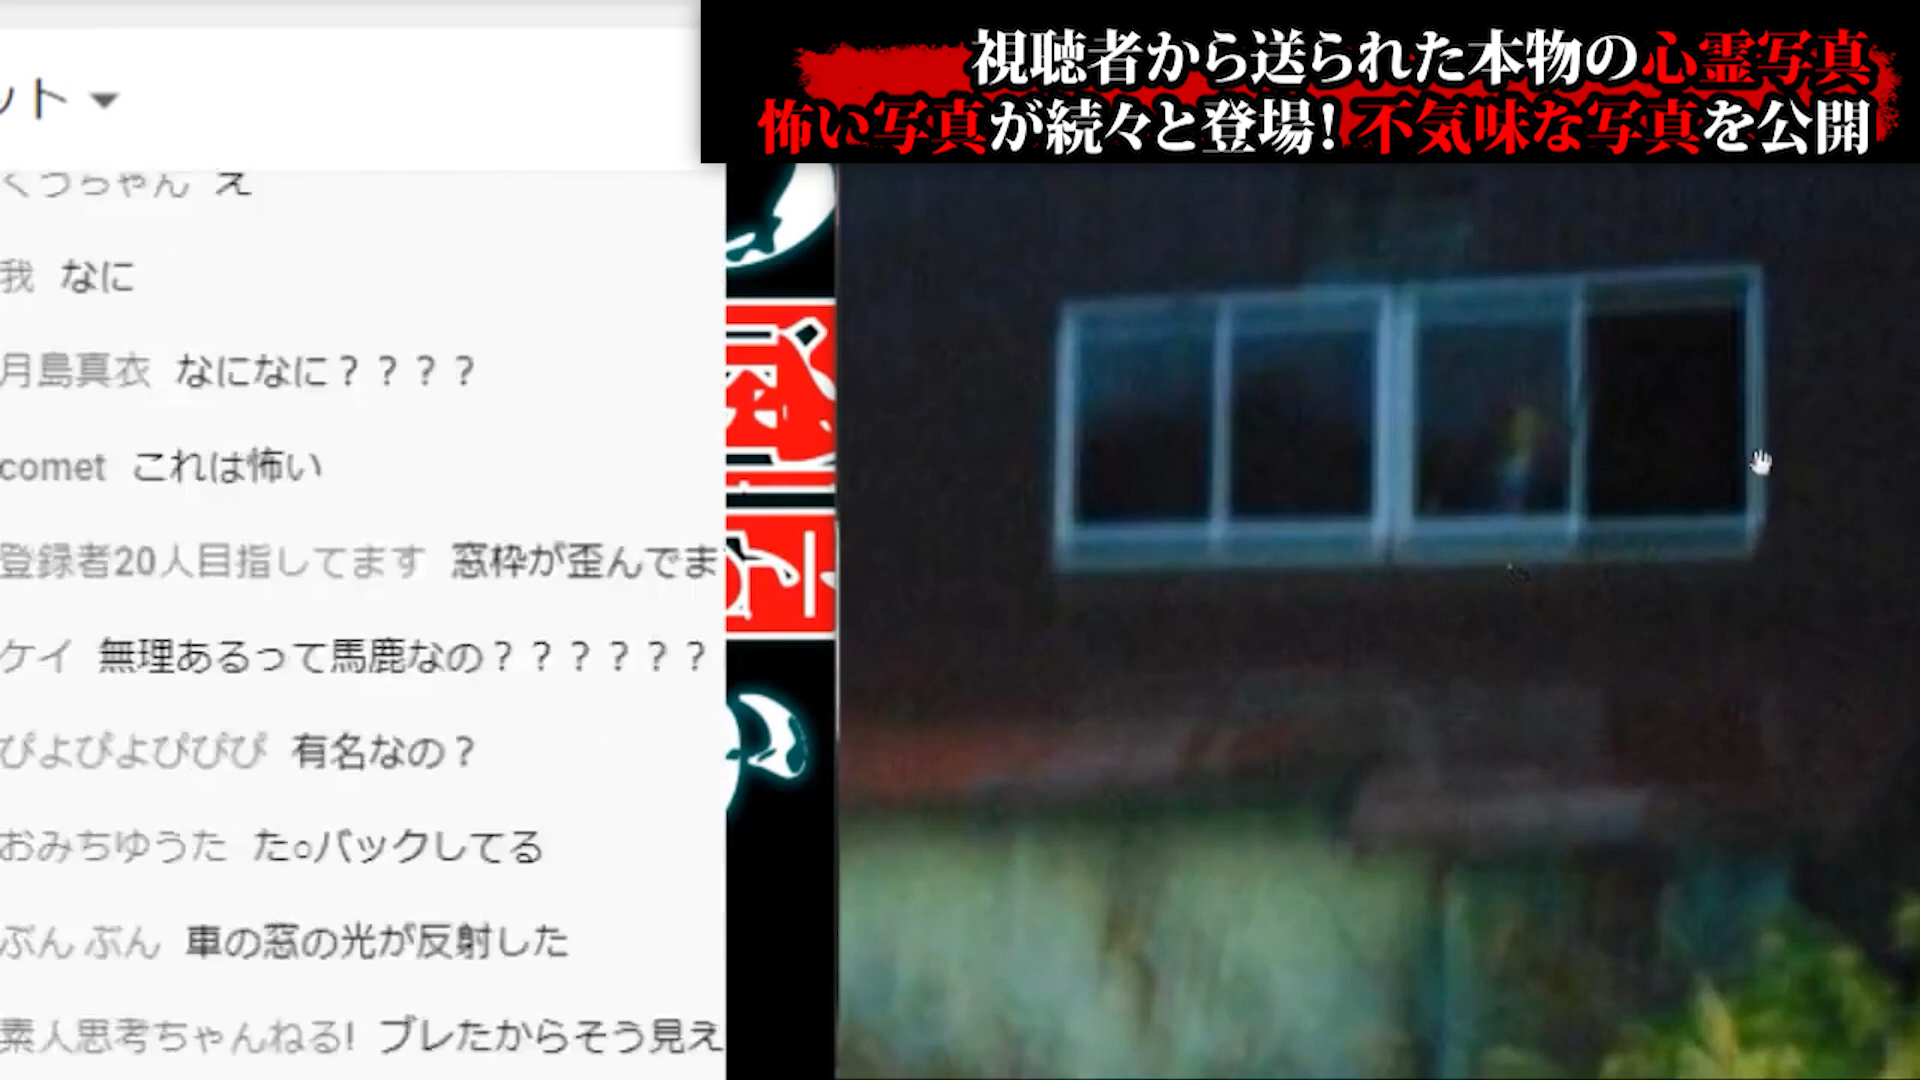 視聴者から送られた本物の心霊写真
怖い写真が続々と登場!不気味な写真を公開
ット
くうちゃん え
我 なに
月島真衣 なになに????
comet これは怖い
登録者20人目指してます 窓枠が歪んでま
ケイ 無理あるって馬鹿なの??????
ぴよぴよぴぴぴ 有名なの?
おみちゆうた た○バックしてる
ぶん ぶん 車の窓の光が反射した
素人思考ちゃんねる! ブレたからそう見え